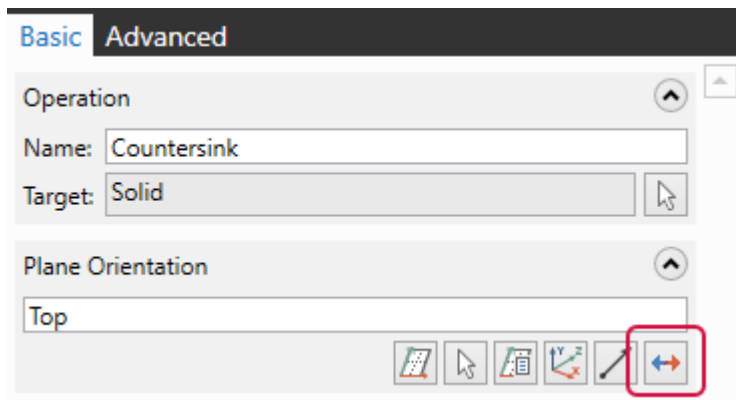 Basic Advanced
Operation
Name: Countersink
Target: Solid
Plane Orientation
Top